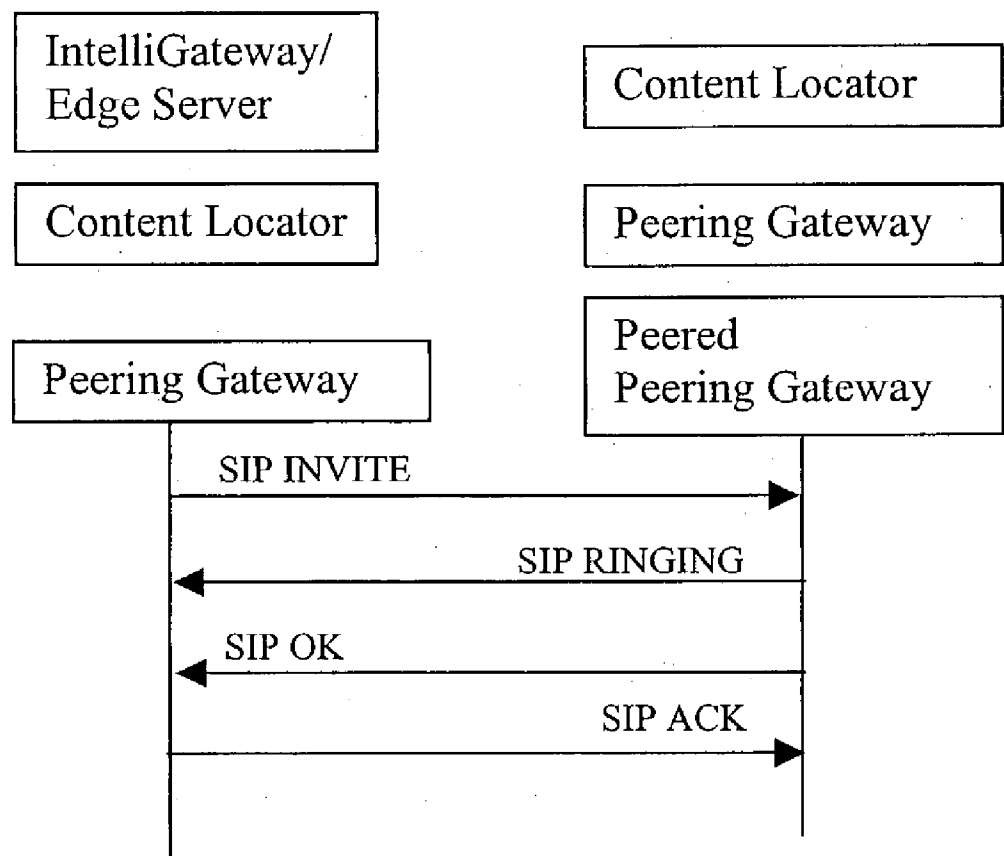 IntelliGateway/
Edge Server
Content Locator
Content Locator
Peering Gateway
Peering Gateway
Peered
Peering Gateway
SIP INVITE
SIP RINGING
SIP OK
SIP ACK